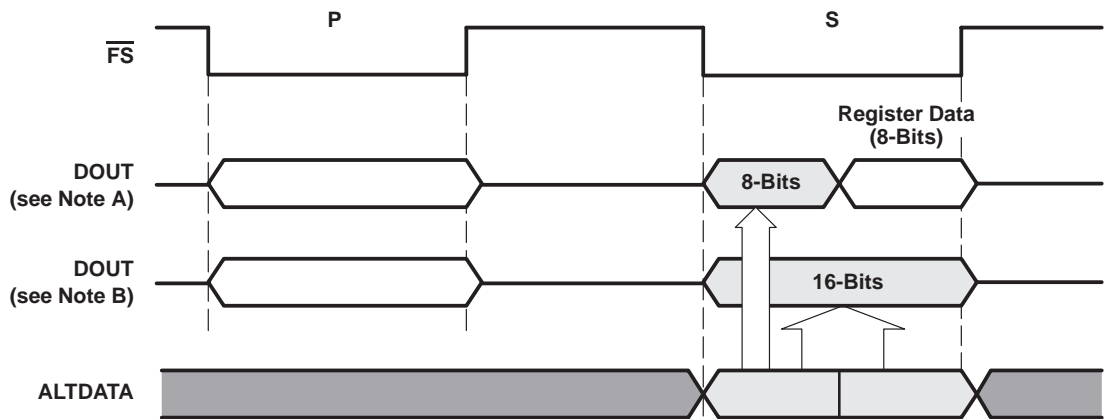 P
S
FS
Register Data
(8-Bits)
DOUT
(see Note A)
8-Bits
DOUT
(see Note B)
16-Bits
ALTDATA